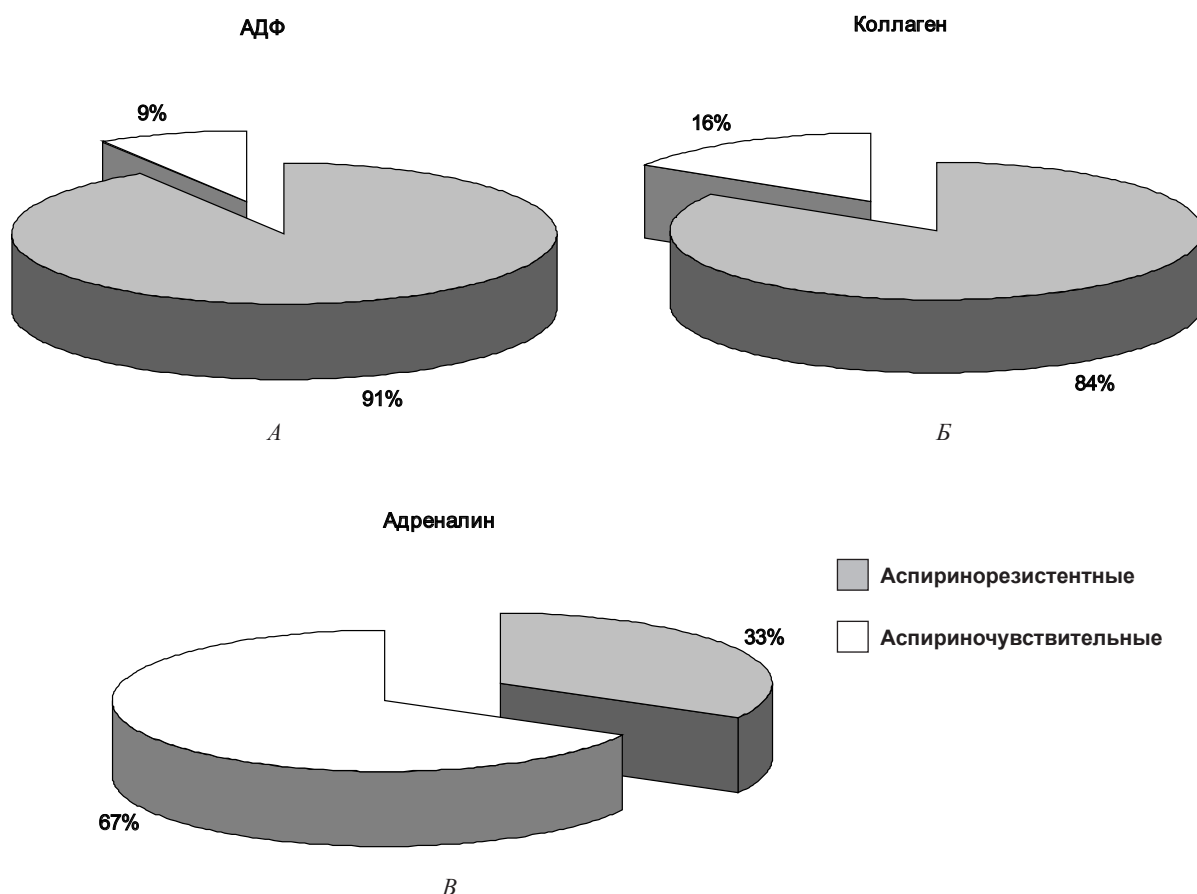 АДФ
Коллаген
9%
16%
91%
84%
А
Б
Адреналин
Аспиринорезистентные
33%
Аспириночувствительные
67%
В